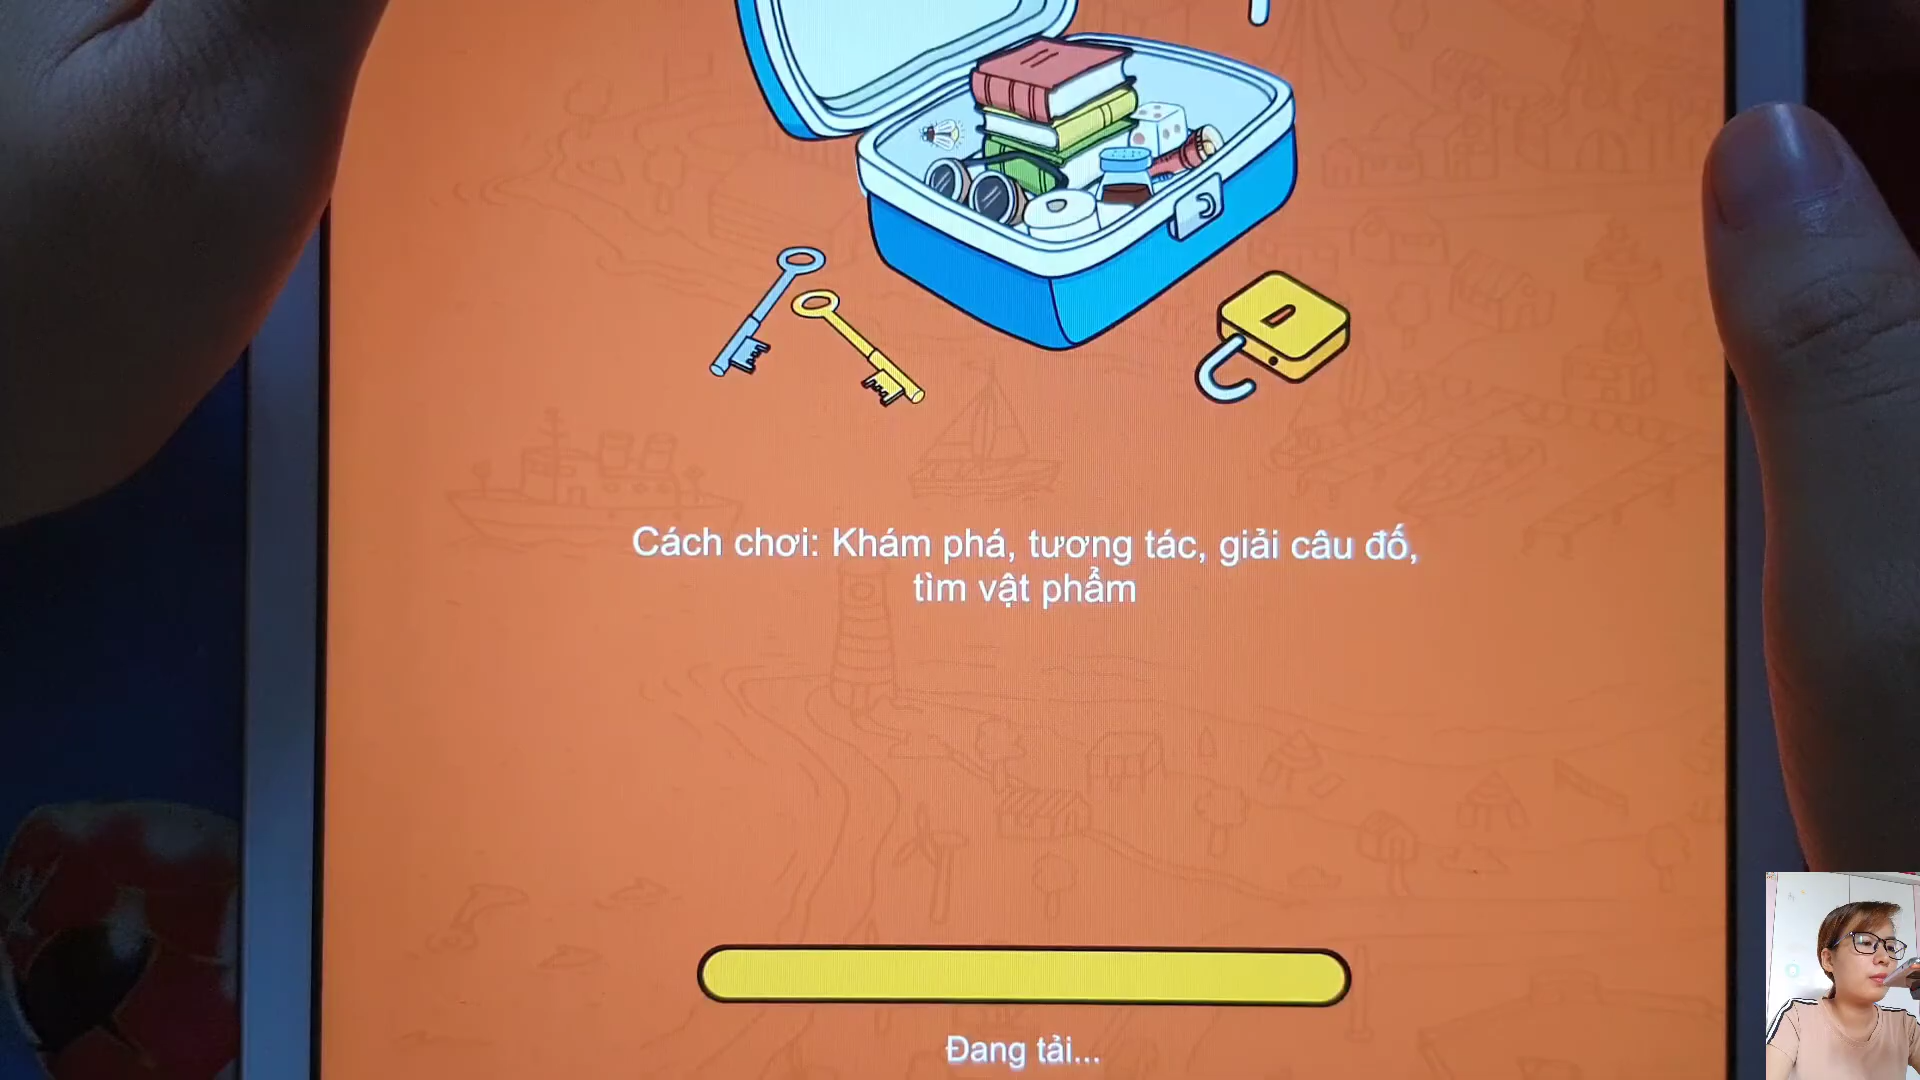 Cách chơi: Khám phá, tương tác, giải câu đố,
tìm vật phẩm
Đang tải...